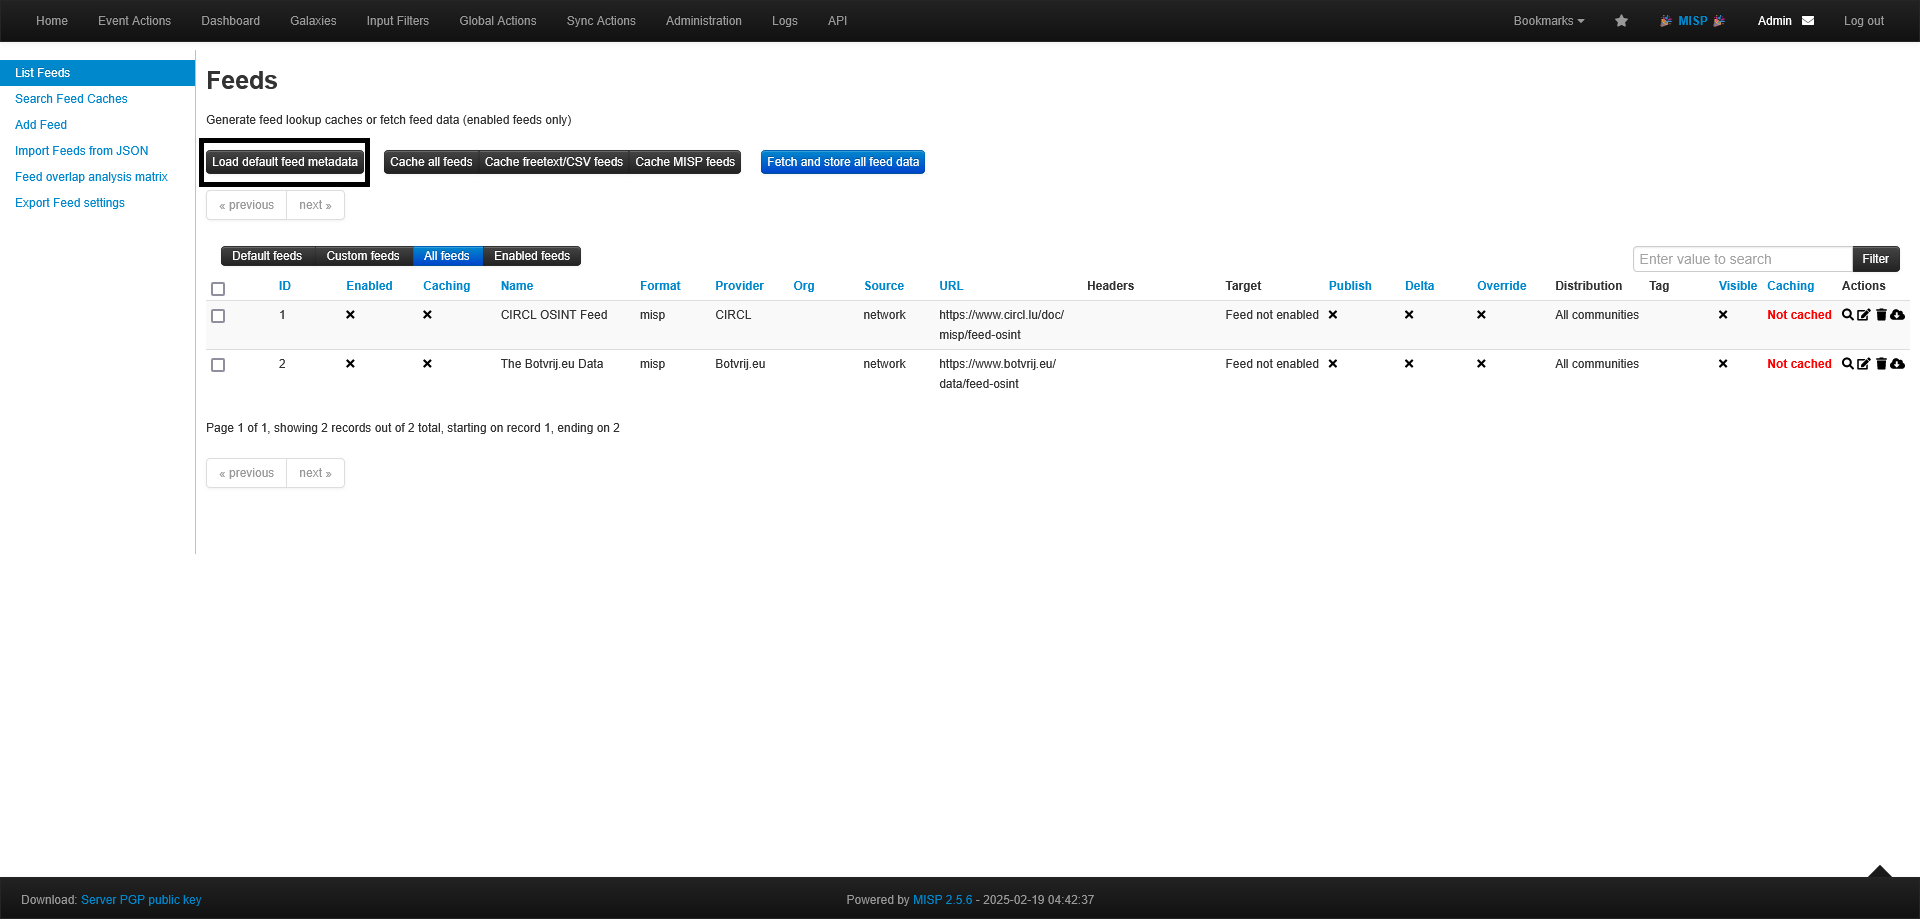 Home Event Actions Dashboard Galaxies Input Filters Global Actions Sync Actions Administration Logs API Bookmarks MISP Admin Log out
List Feeds
Search Feed Caches
Add Feed
Import Feeds from JSON
Feed overlap analysis matrix
Export Feed settings
Feeds
Generate feed lookup caches or fetch feed data (enabled feeds only)
Load default feed metadata Cache all feeds Cache freetext/CSV feeds Cache MISP feeds Fetch and store all feed data
« previous next »
Default feeds Custom feeds All feeds Enabled feeds Enter value to search Filter
ID Enabled Caching Name Format Provider Org Source URL Headers Target Publish Delta Override Distribution Tag Visible Caching Actions
1 CIRCL OSINT Feed misp CIRCL network https://www.circl.lu/doc/ Feed not enabled All communities Not cached
misp/feed-osint
2 The Botvrij.eu Data misp Botvrij.eu network https://www.botvrij.eu/ Feed not enabled All communities Not cached
data/feed-osint
Page 1 of 1, showing 2 records out of 2 total, starting on record 1, ending on 2
« previous next »
Download: Server PGP public key Powered by MISP 2.5.6 - 2025-02-19 04:42:37